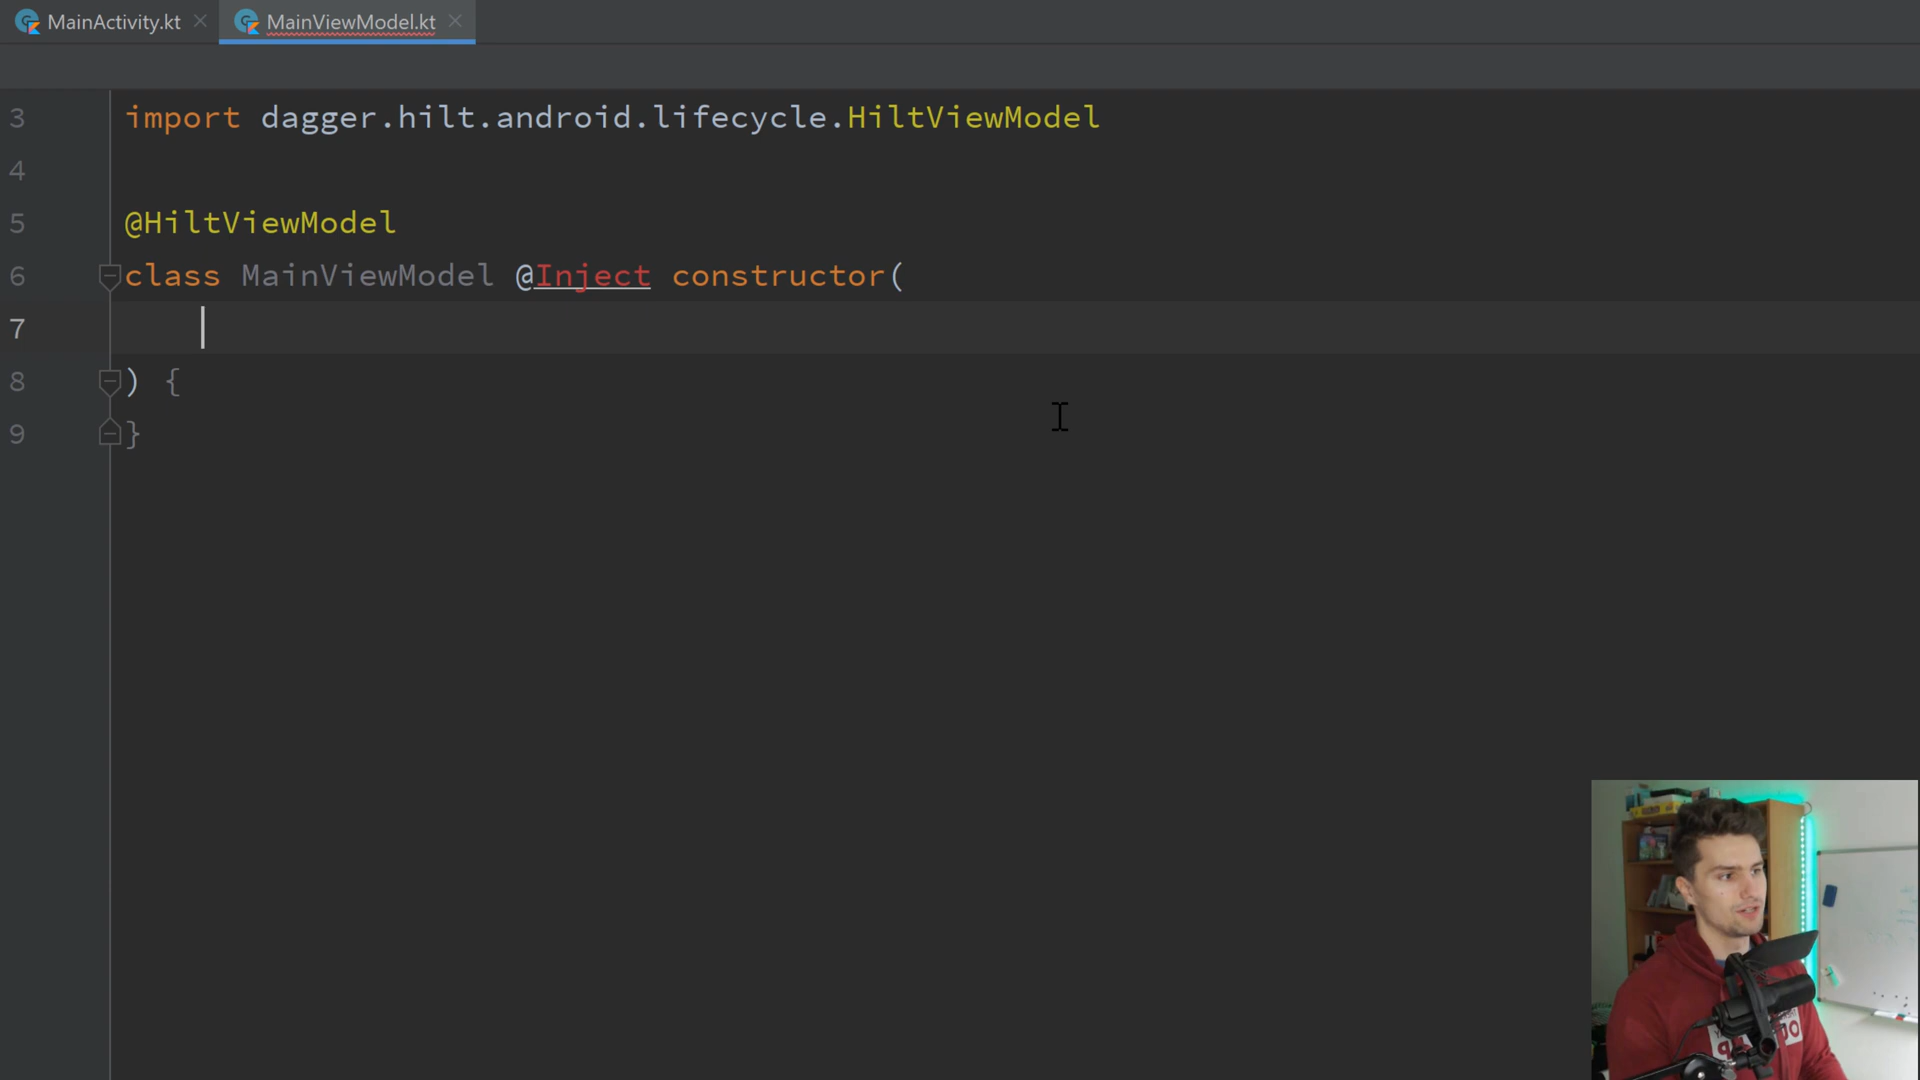 MainActivity.kt
MainViewModel.kt
3 import dagger.hilt.android.lifecycle.HiltViewModel
4
5 @HiltViewModel
6 class MainViewModel @Inject constructor(
7
8 ) {
9 }